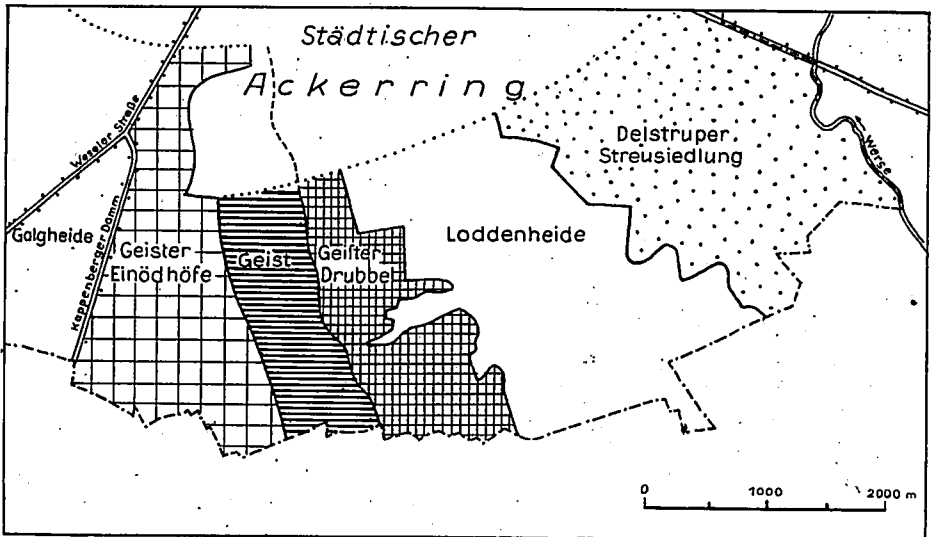 Städtischer
Ackerring
Weseler Straße
Delstruper
Streusiedlung
Werse
Galgheide
Kappenberger Damm
Geister
Einödhöfe
Geist
Geister
Drubbel
Loddenheide
0 1000 2000 m